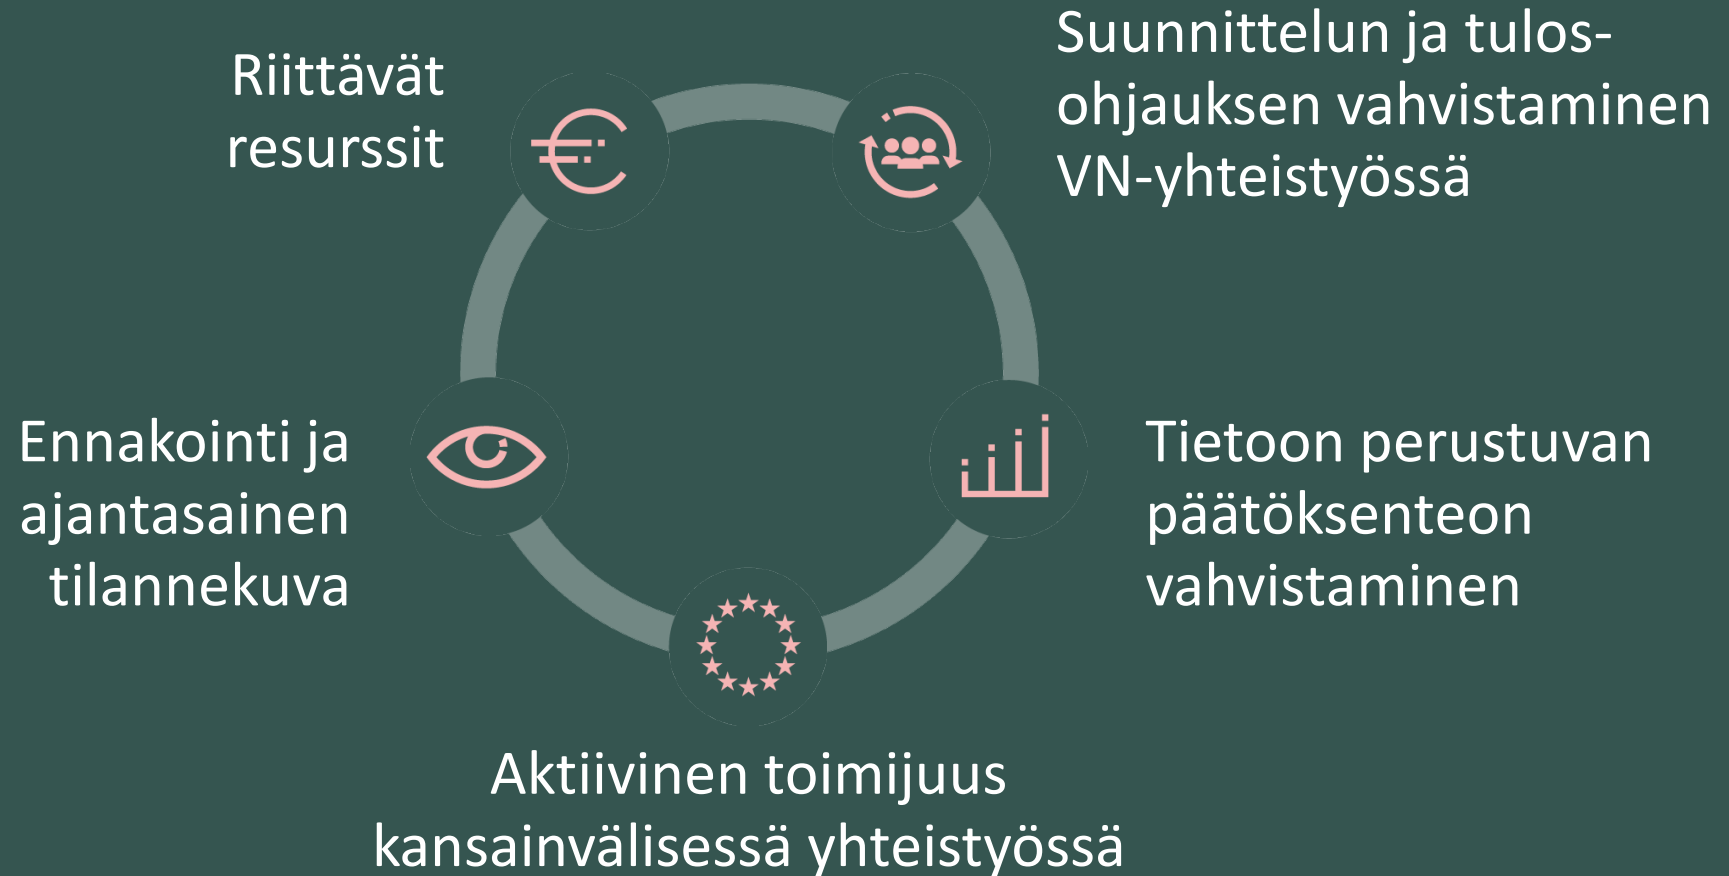 Riittävät
resurssit
Suunnittelun ja tulos-
ohjauksen vahvistaminen
VN-yhteistyössä
Tietoon perustuvan
päätöksenteon
vahvistaminen
Aktiivinen toimijuus
kansainvälisessä yhteistyössä
Ennakointi ja
ajantasainen
tilannekuva